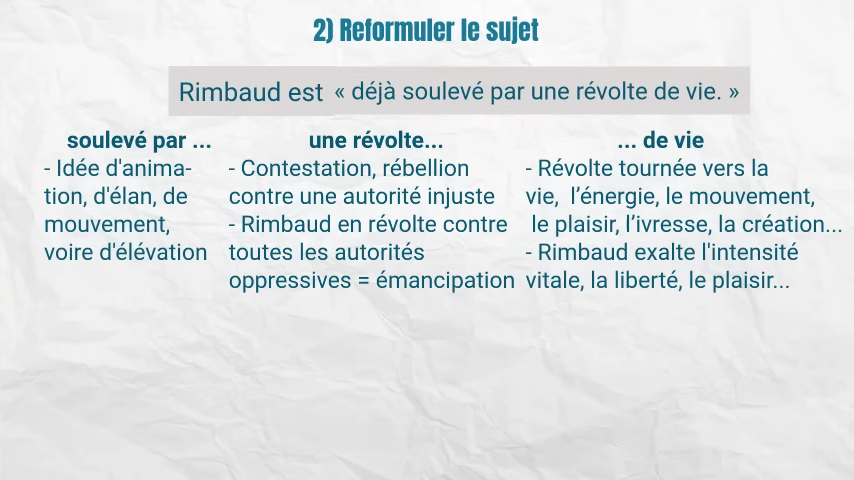 2) Reformuler le sujet
Rimbaud est « déjà soulevé par une révolte de vie. »
soulevé par ...
- Idée d'anima-
tion, d'élan, de
mouvement,
voire d'élévation
une révolte...
- Contestation, rébellion
contre une autorité injuste
- Rimbaud en révolte contre
toutes les autorités
oppressives = émancipation
... de vie
- Révolte tournée vers la
vie, l’énergie, le mouvement,
le plaisir, l’ivresse, la création...
- Rimbaud exalte l'intensité
vitale, la liberté, le plaisir...